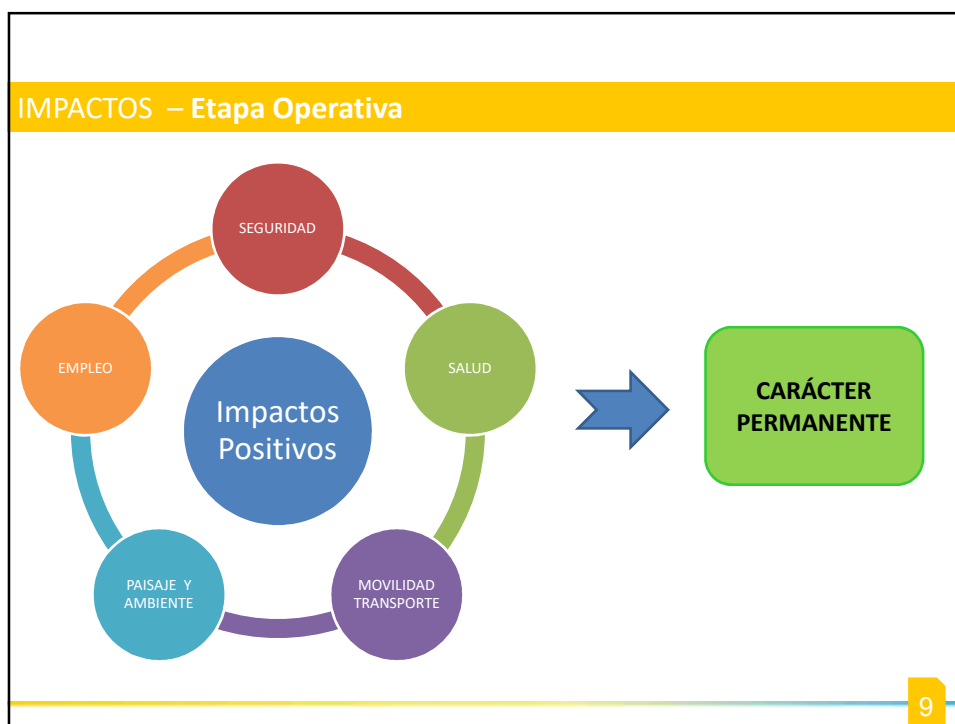 IMPACTOS – Etapa Operativa
SEGURIDAD
EMPLEO
SALUD
Impactos
Positivos
CARÁCTER
PERMANENTE
PAISAJE Y
AMBIENTE
MOVILIDAD
TRANSPORTE
9